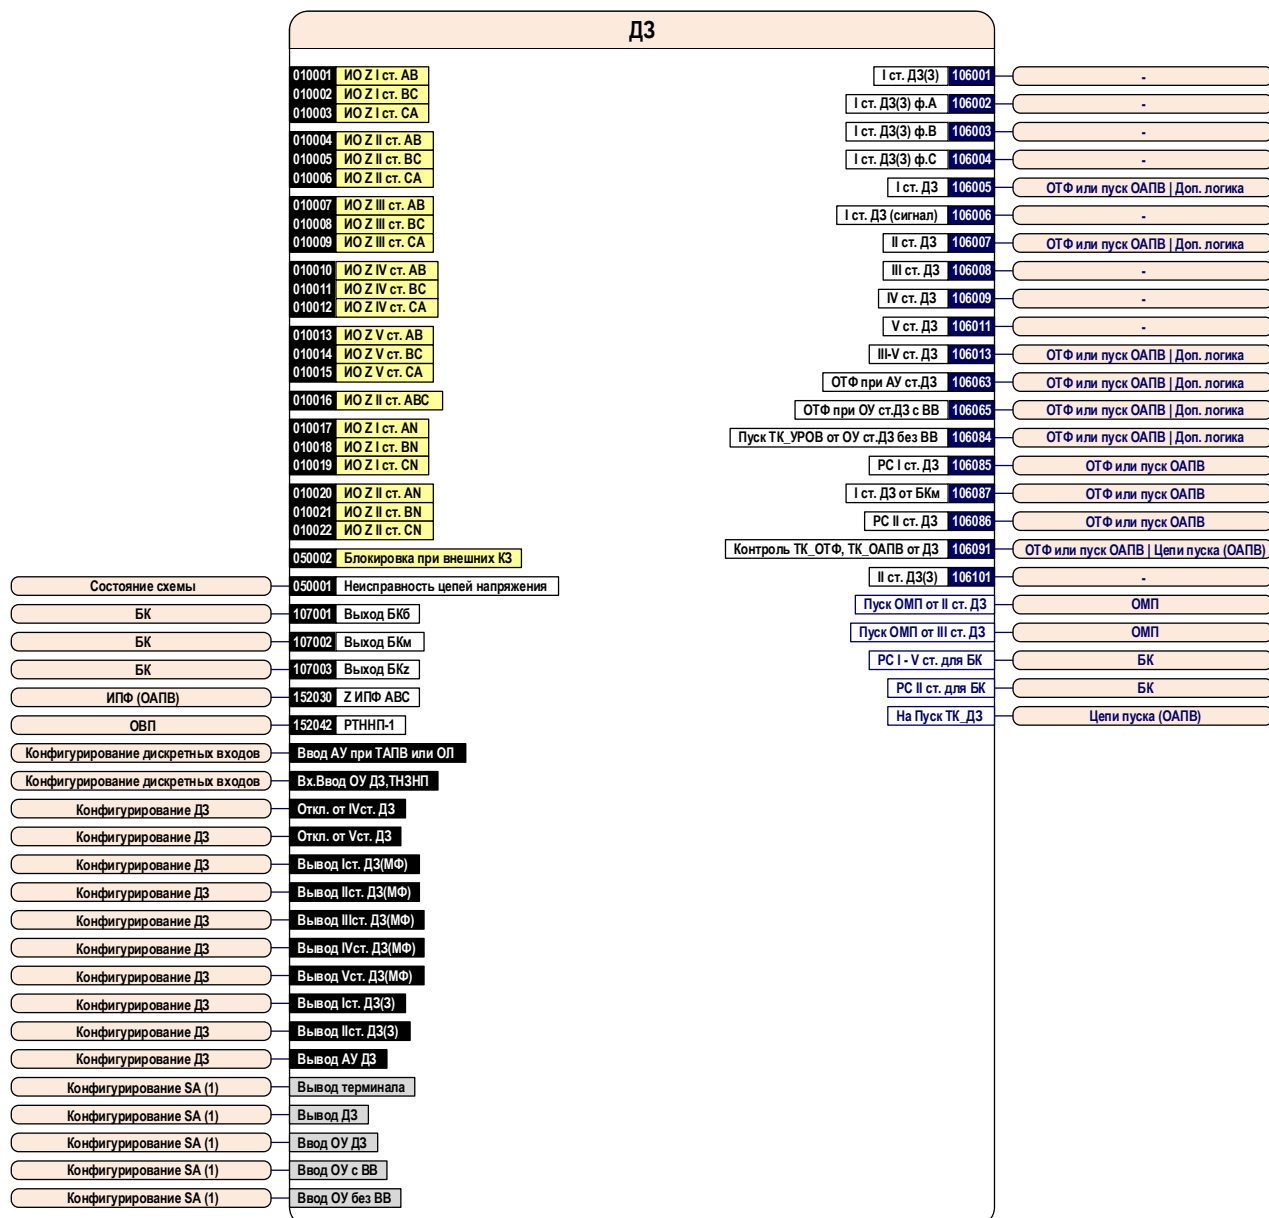 ДЗ
010001 ИО Z I ст. AB
010002 ИО Z I ст. BC
010003 ИО Z I ст. CA
010004 ИО Z II ст. AB
010005 ИО Z II ст. BC
010006 ИО Z II ст. CA
010007 ИО Z III ст. AB
010008 ИО Z III ст. BC
010009 ИО Z III ст. CA
010010 ИО Z IV ст. AB
010011 ИО Z IV ст. BC
010012 ИО Z IV ст. CA
010013 ИО Z V ст. AB
010014 ИО Z V ст. BC
010015 ИО Z V ст. CA
010016 ИО Z II ст. ABC
010017 ИО Z I ст. AN
010018 ИО Z I ст. BN
010019 ИО Z I ст. CN
010020 ИО Z II ст. AN
010021 ИО Z II ст. BN
010022 ИО Z II ст. CN
050002 Блокировка при внешних КЗ
Состояние схемы 050001 Неисправность цепей напряжения
БК 107001 Выход БКб
БК 107002 Выход БКм
БК 107003 Выход БКz
ИПФ (ОАПВ) 152030 Z ИПФ ABC
ОВП 152042 РТННП-1
Конфигурирование дискретных входов Ввод АУ при ТАПВ или ОЛ
Конфигурирование дискретных входов Вх.Ввод ОУ ДЗ,ТНЗНП
Конфигурирование ДЗ Откл. от IVст. ДЗ
Конфигурирование ДЗ Откл. от Vст. ДЗ
Конфигурирование ДЗ Вывод Iст. ДЗ(МФ)
Конфигурирование ДЗ Вывод IIст. ДЗ(МФ)
Конфигурирование ДЗ Вывод IIIст. ДЗ(МФ)
Конфигурирование ДЗ Вывод IVст. ДЗ(МФ)
Конфигурирование ДЗ Вывод Vст. ДЗ(МФ)
Конфигурирование ДЗ Вывод Iст. ДЗ(З)
Конфигурирование ДЗ Вывод IIст. ДЗ(З)
Конфигурирование ДЗ Вывод АУ ДЗ
Конфигурирование SA (1) Вывод терминала
Конфигурирование SA (1) Вывод ДЗ
Конфигурирование SA (1) Ввод ОУ ДЗ
Конфигурирование SA (1) Ввод ОУ с ВВ
Конфигурирование SA (1) Ввод ОУ без ВВ
I ст. ДЗ(З) 106001 -
I ст. ДЗ(З) ф.А 106002 -
I ст. ДЗ(З) ф.В 106003 -
I ст. ДЗ(З) ф.С 106004 -
I ст. ДЗ 106005 ОТФ или пуск ОАПВ | Доп. логика
I ст. ДЗ (сигнал) 106006 -
II ст. ДЗ 106007 ОТФ или пуск ОАПВ | Доп. логика
III ст. ДЗ 106008 -
IV ст. ДЗ 106009 -
V ст. ДЗ 106011 -
III-V ст. ДЗ 106013 ОТФ или пуск ОАПВ | Доп. логика
ОТФ при АУ ст.ДЗ 106063 ОТФ или пуск ОАПВ | Доп. логика
ОТФ при ОУ ст.ДЗ с ВВ 106065 ОТФ или пуск ОАПВ | Доп. логика
Пуск ТК_УРОВ от ОУ ст.ДЗ без ВВ 106084 ОТФ или пуск ОАПВ | Доп. логика
РС I ст. ДЗ 106085 ОТФ или пуск ОАПВ
I ст. ДЗ от БКм 106087 ОТФ или пуск ОАПВ
РС II ст. ДЗ 106086 ОТФ или пуск ОАПВ
Контроль ТК_ОТФ, ТК_ОАПВ от ДЗ 106091 ОТФ или пуск ОАПВ | Цепи пуска (ОАПВ)
II ст. ДЗ(З) 106101 -
Пуск ОМП от II ст. ДЗ ОМП
Пуск ОМП от III ст. ДЗ ОМП
РС I - V ст. для БК БК
РС II ст. для БК БК
На Пуск ТК_ДЗ Цепи пуска (ОАПВ)